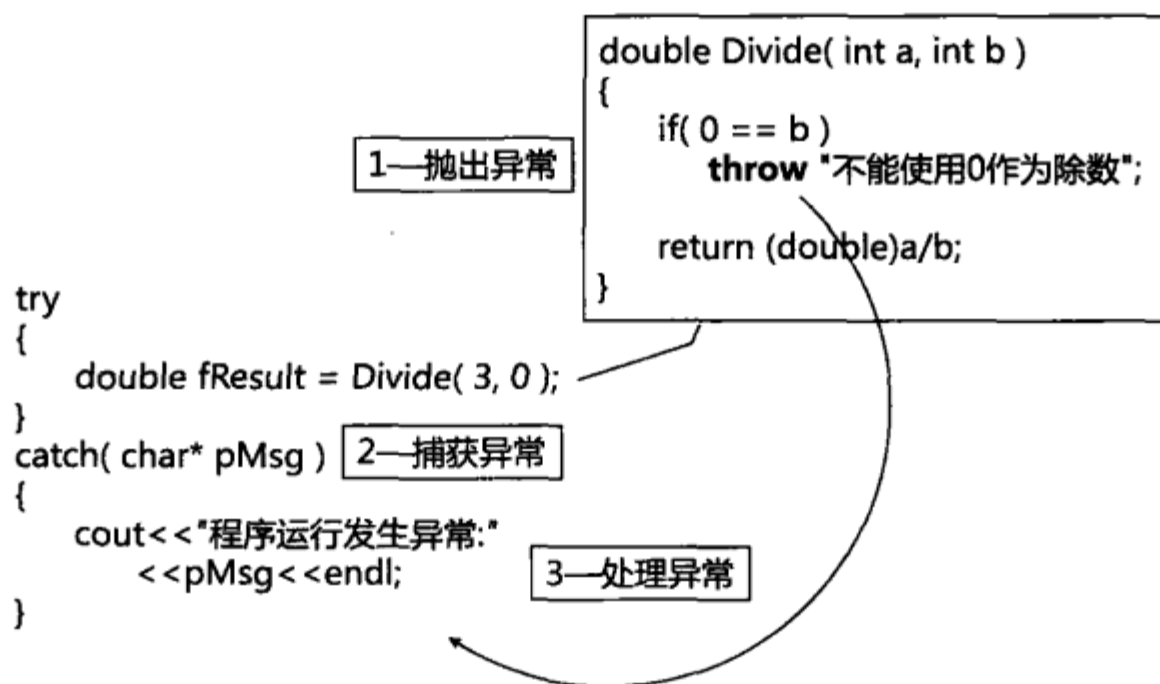 double Divide( int a, int b )
{
if( 0 == b )
1—抛出异常
throw "不能使用0作为除数";
return (double)a/b;
}
try
{
double fResult = Divide( 3, 0 );
}
catch( char* pMsg )
2—捕获异常
{
cout<<"程序运行发生异常:"
<<pMsg<<endl;
3—处理异常
}